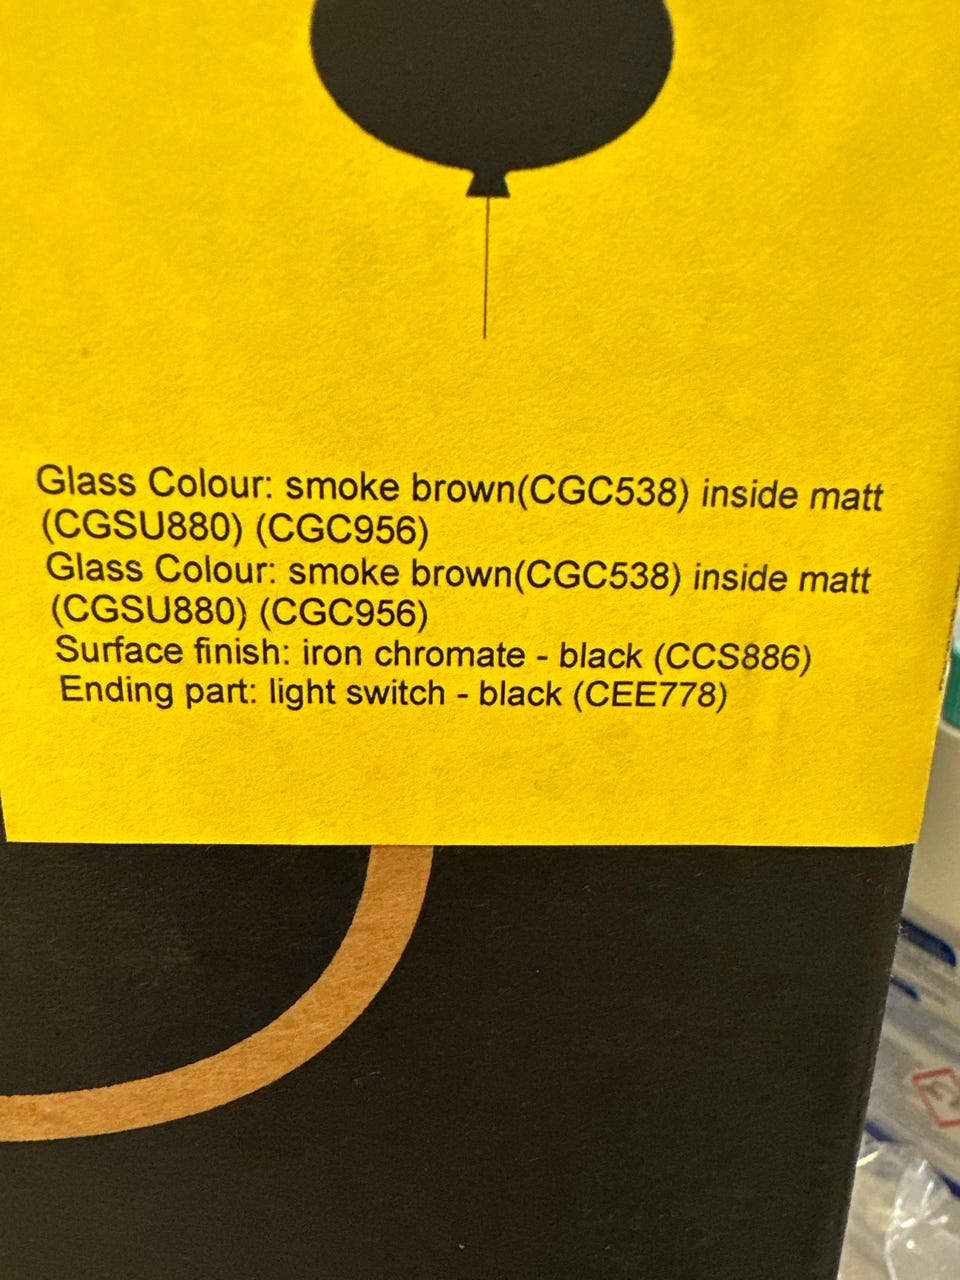 Glass Colour: smoke brown(CGC538) inside matt
(CGSU880) (CGC956)
Glass Colour: smoke brown(CGC538) inside matt
(CGSU880) (CGC956)
Surface finish: iron chromate - black (CCS886)
Ending part: light switch - black (CEE778)